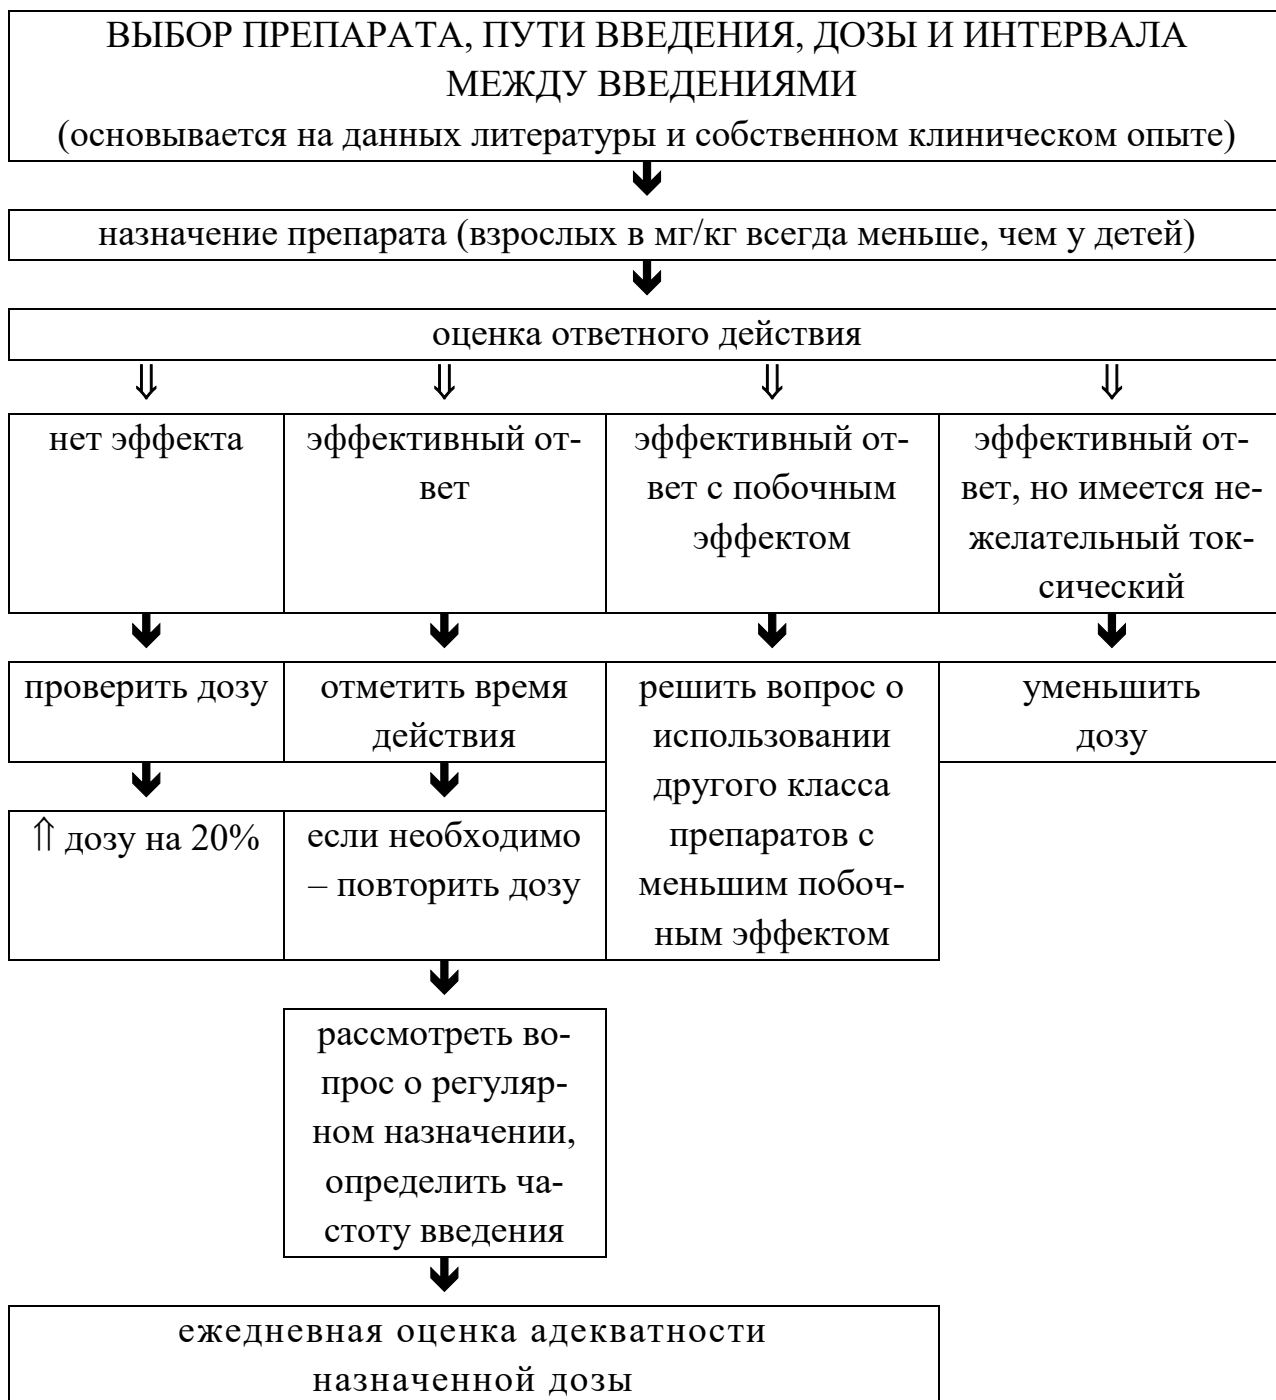 ВЫБОР ПРЕПАРАТА, ПУТИ ВВЕДЕНИЯ, ДОЗЫ И ИНТЕРВАЛА
МЕЖДУ ВВЕДЕНИЯМИ
(основывается на данных литературы и собственном клиническом опыте)
назначение препарата (взрослых в мг/кг всегда меньше, чем у детей)
оценка ответного действия
нет эффекта
эффективный от-
вет
эффективный от-
вет с побочным
эффектом
эффективный от-
вет, но имеется не-
желательный ток-
сический
проверить дозу
отметить время
действия
решить вопрос о
использовании
другого класса
препаратов с
меньшим побоч-
ным эффектом
уменьшить
дозу
⇑ дозу на 20%
если необходимо
– повторить дозу
рассмотреть во-
прос о регуляр-
ном назначении,
определить ча-
стоту введения
ежедневная оценка адекватности
назначенной дозы